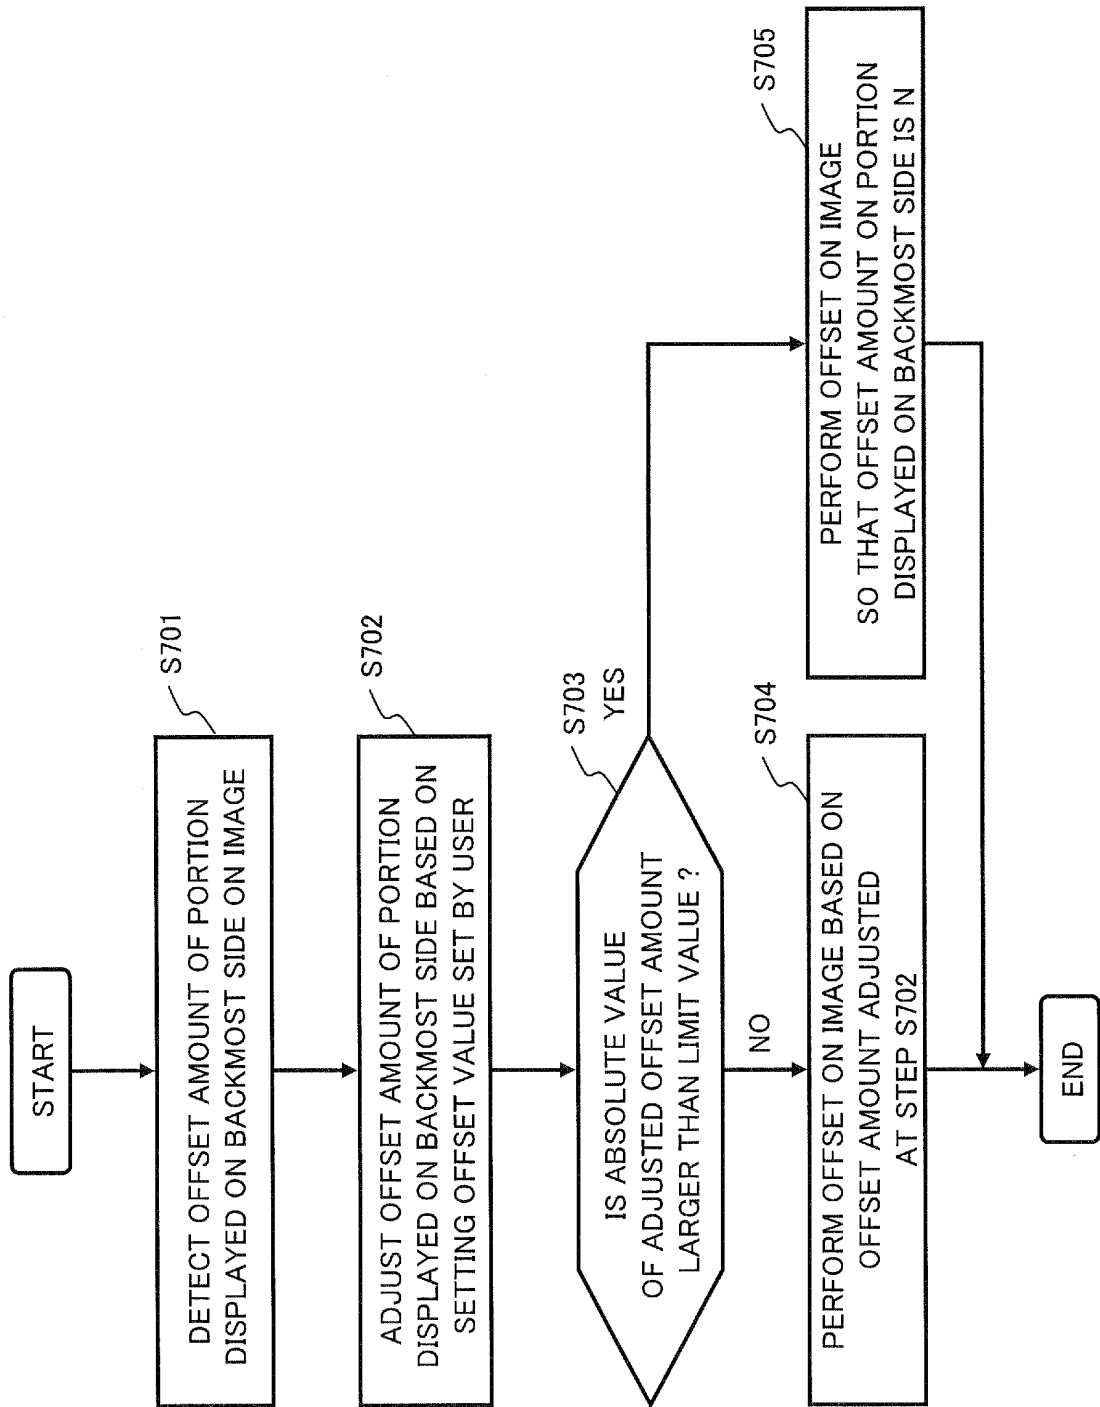 START
S701
DETECT OFFSET AMOUNT OF PORTION
DISPLAYED ON BACKMOST SIDE ON IMAGE
S702
ADJUST OFFSET AMOUNT OF PORTION
DISPLAYED ON BACKMOST SIDE BASED ON
SETTING OFFSET VALUE SET BY USER
S703
IS ABSOLUTE VALUE
OF ADJUSTED OFFSET AMOUNT
LARGER THAN LIMIT VALUE ?
YES
NO
S704
PERFORM OFFSET ON IMAGE BASED ON
OFFSET AMOUNT ADJUSTED
AT STEP S702
S705
PERFORM OFFSET ON IMAGE
SO THAT OFFSET AMOUNT ON PORTION
DISPLAYED ON BACKMOST SIDE IS N
END